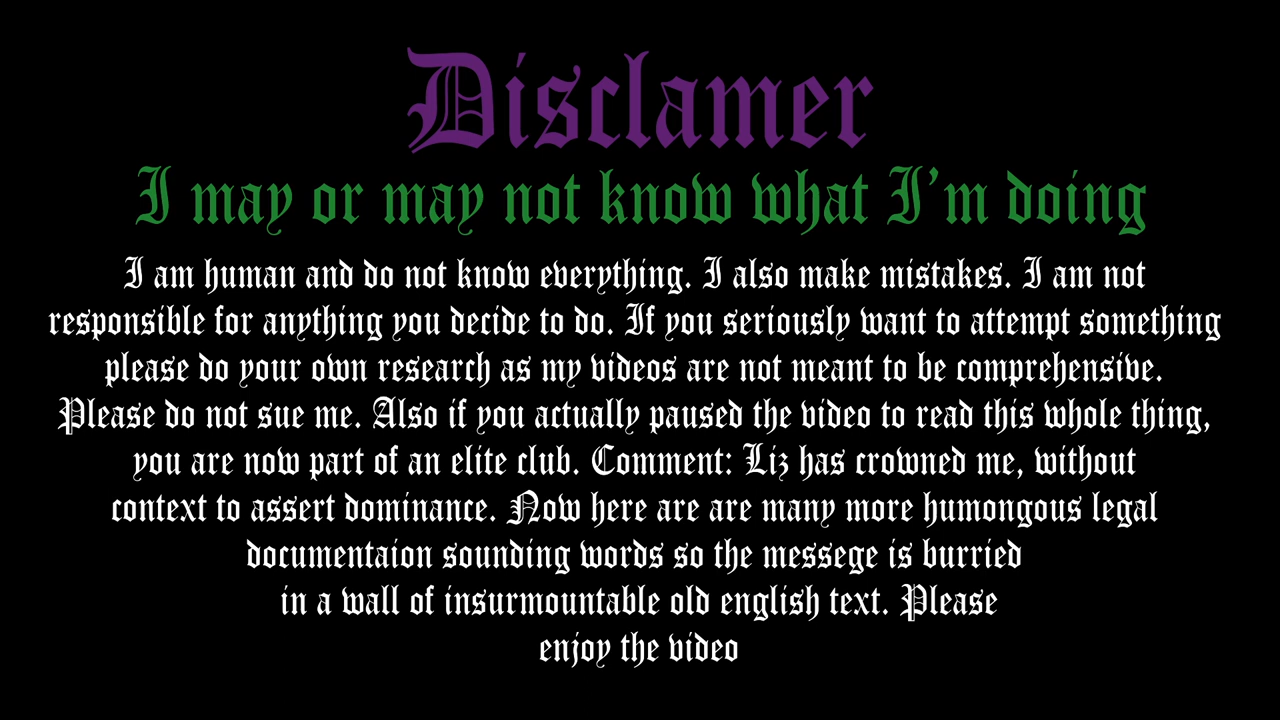 Disclamer
I may or may not know what I'm doing
I am human and do not know everything. I also make mistakes. I am not
responsible for anything you decide to do. If you seriously want to attempt something
please do your own research as my videos are not meant to be comprehensive.
Please do not sue me. Also if you actually paused the video to read this whole thing,
you are now part of an elite club. Comment: Liz has crowned me, without
context to assert dominance. Now here are are many more humongous legal
documentaion sounding words so the messege is burried
in a wall of insurmountable old english text. Please
enjoy the video